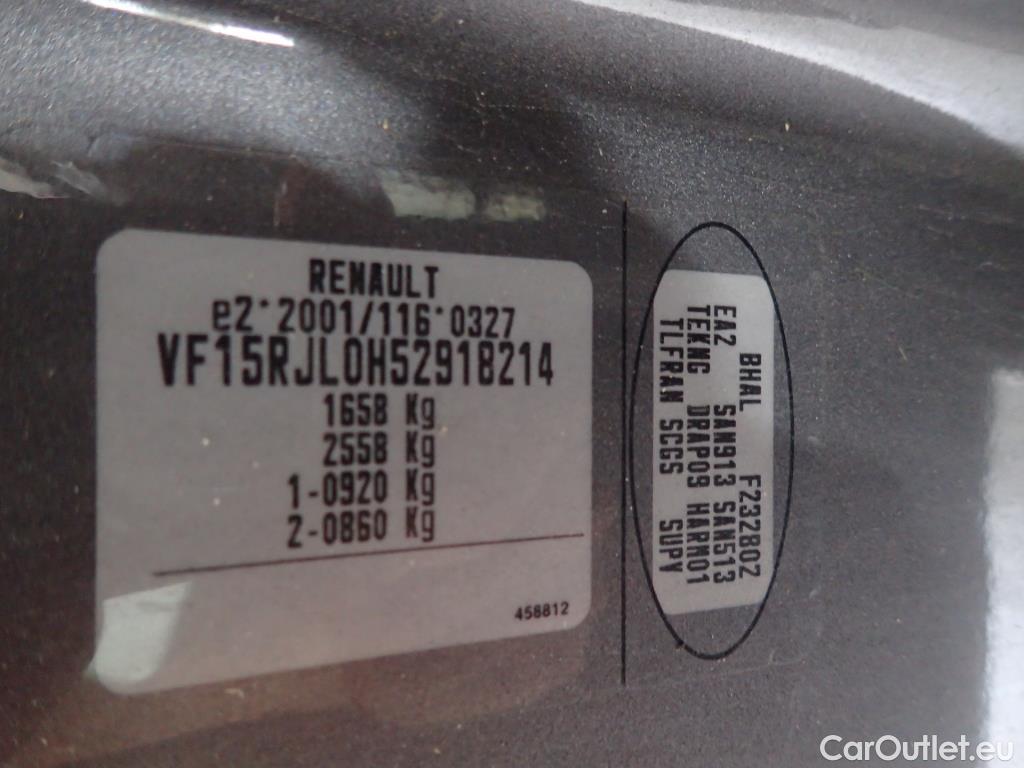 RENAULT
e2*2001/116*0327
VF15RJL0H52918214
1658 Kg
2558 Kg
1-0920 Kg
2-0860 Kg
458812
BHAL F232802
EA2 SAN913 SAN513
TEKNG DRAP09 HARM01
TLFRAN SCGS SUPV
CarOutlet.eu